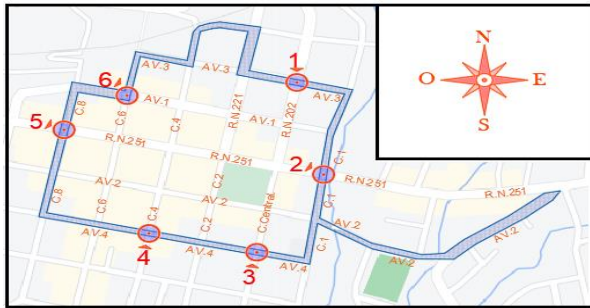 1
N
O
E
S
6
AV-3
AV-3
AV-3
C.8
C.6
AV-1
C.4
R.N.221
R.N.202
AV-1
5
R.N.251
R.N.251
2
C.1
R.N.251
AV-2
C.2
C.8
C.6
C.4
C.2
AV-2
C.Central
C.1
C.1
AV-2
AV-2
R.N.251
AV-2
AV-4
AV-4
AV-4
4
3